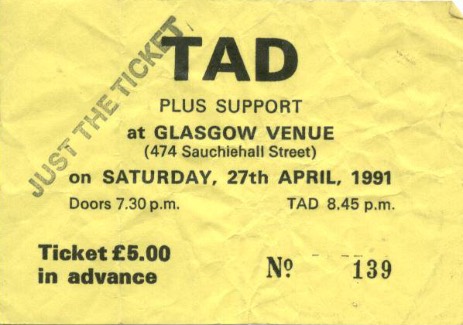 JUST THE TICKET
TAD
PLUS SUPPORT
at GLASGOW VENUE
(474 Sauchiehall Street)
on SATURDAY, 27th APRIL, 1991
Doors 7.30 p.m. TAD 8.45 p.m.
Ticket £5.00
in advance
Nº 139